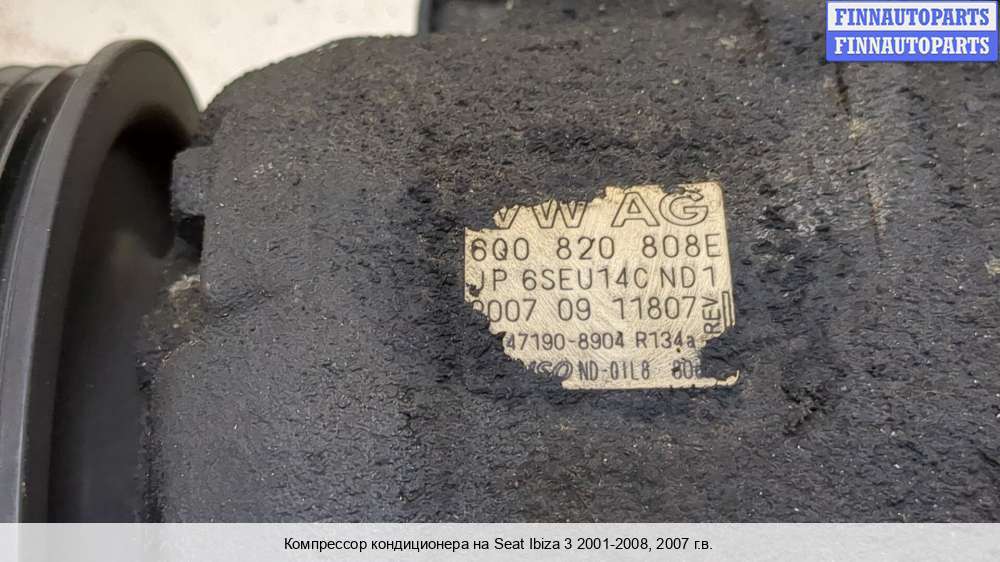 FINNAUTOPARTS
FINNAUTOPARTS
VW AG
6Q0 820 808E
JP 6SEU14C ND1
2007 09 11807
REV
47190-8904 R134a
ND-OIL8 808
Компрессор кондиционера на Seat Ibiza 3 2001-2008, 2007 г.в.